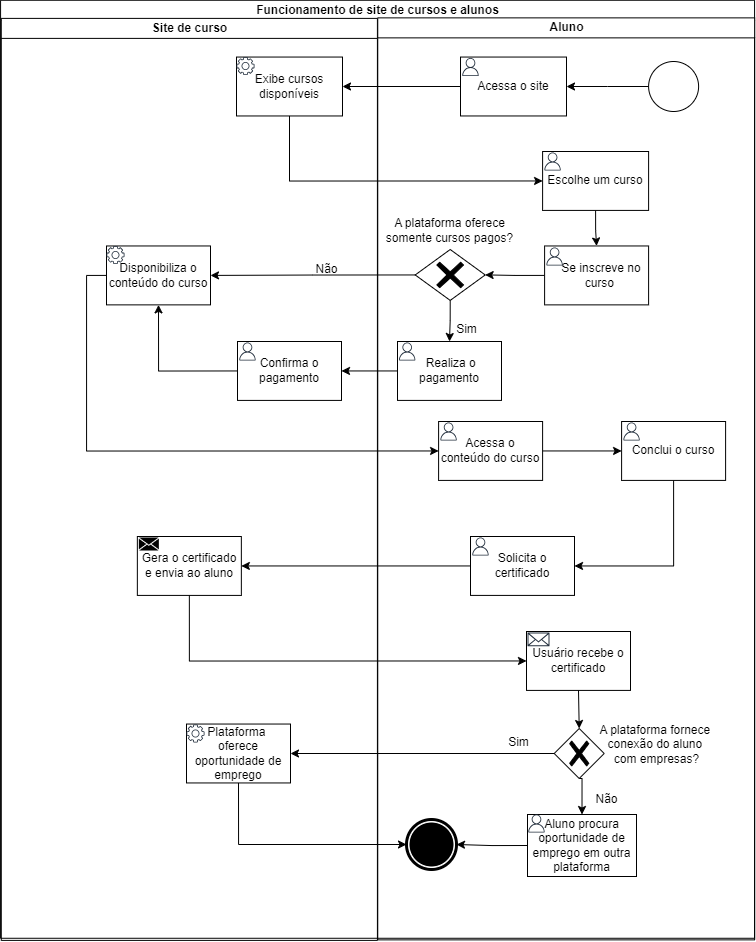 Funcionamento de site de cursos e alunos
Site de curso
Aluno
Exibe cursos
disponíveis
Acessa o site
Escolhe um curso
A plataforma oferece
somente cursos pagos?
Disponibiliza o
conteúdo do curso
Não
Se inscreve no
curso
Sim
Confirma o
pagamento
Realiza o
pagamento
Acessa o
conteúdo do curso
Conclui o curso
Gera o certificado
e envia ao aluno
Solicita o
certificado
Usuário recebe o
certificado
Plataforma
oferece
oportunidade de
emprego
Sim
A plataforma fornece
conexão do aluno
com empresas?
Não
Aluno procura
oportunidade de
emprego em outra
plataforma